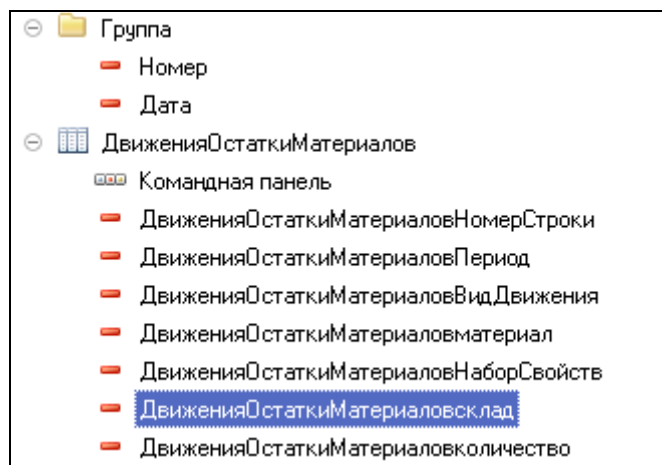 Группа
Номер
Дата
ДвиженияОстаткиМатериалов
Командная панель
ДвиженияОстаткиМатериаловНомерСтроки
ДвиженияОстаткиМатериаловПериод
ДвиженияОстаткиМатериаловВидДвижения
ДвиженияОстаткиМатериаловматериал
ДвиженияОстаткиМатериаловНаборСвойств
ДвиженияОстаткиМатериаловсклад
ДвиженияОстаткиМатериаловколичество